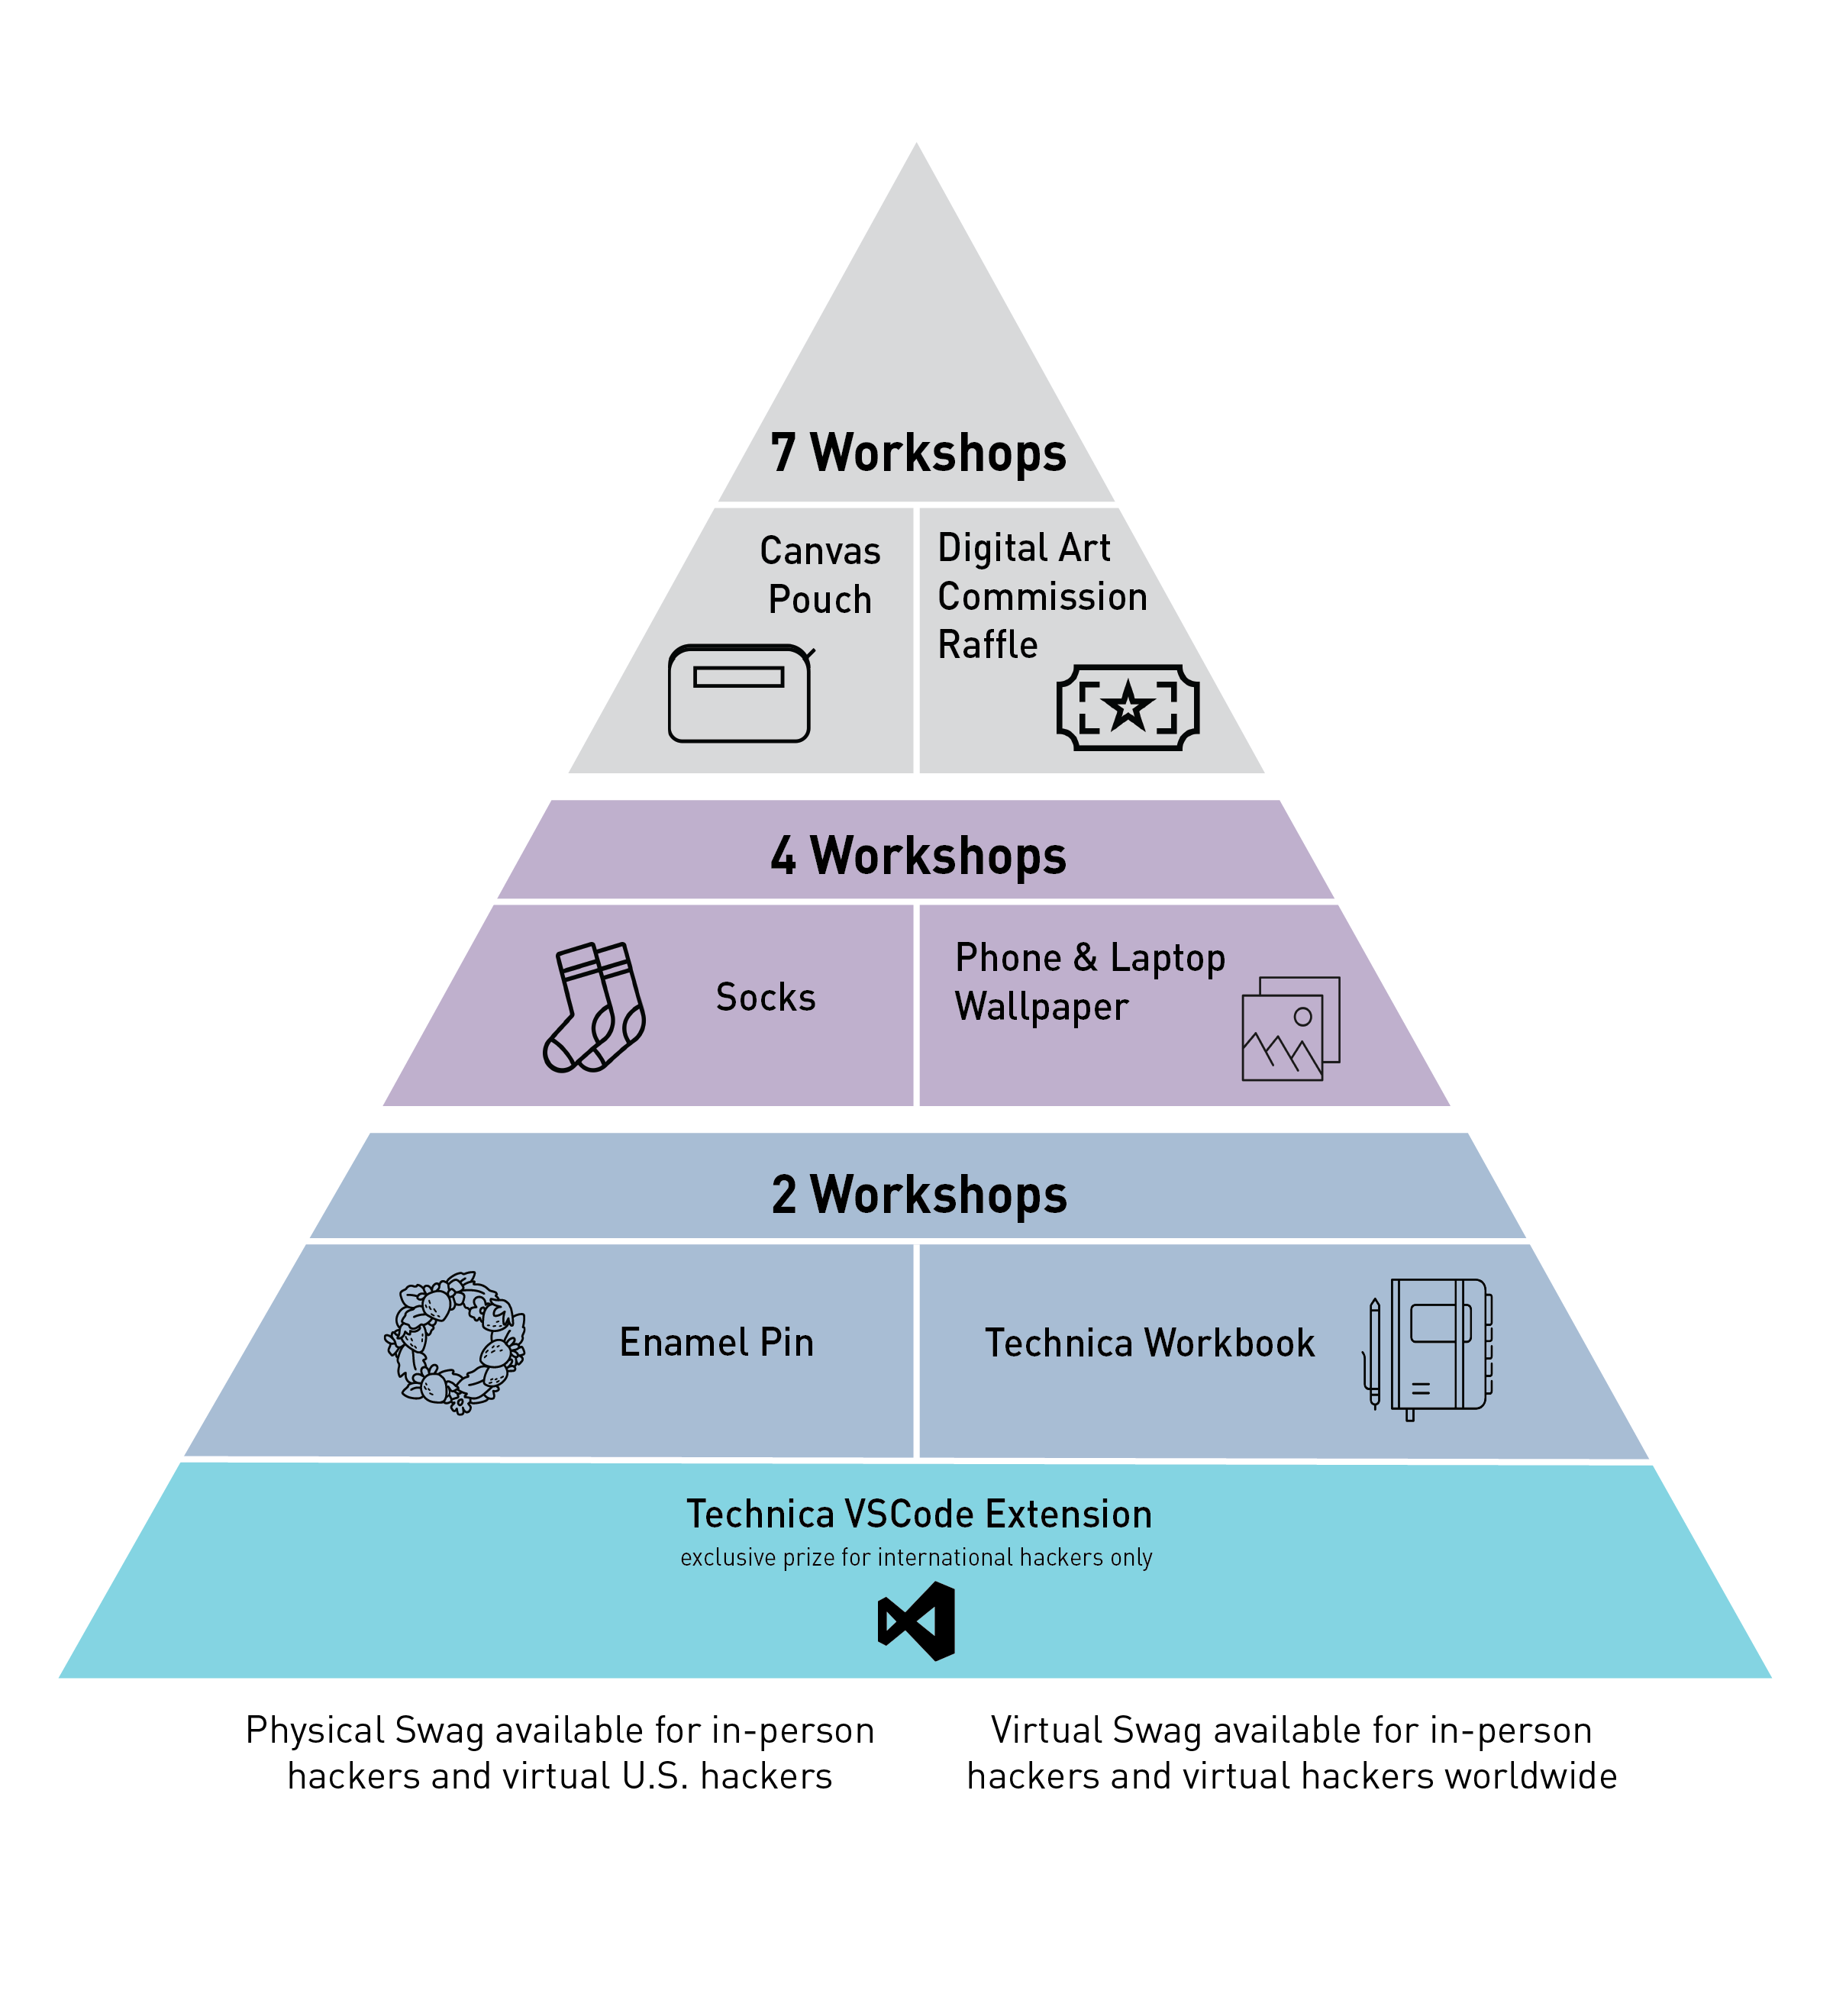 7 Workshops
Canvas
Pouch
Digital Art
Commission
Raffle
4 Workshops
Socks
Phone & Laptop
Wallpaper
2 Workshops
Enamel Pin
Technica Workbook
Technica VSCode Extension
exclusive prize for international hackers only
Physical Swag available for in-person
hackers and virtual U.S. hackers
Virtual Swag available for in-person
hackers and virtual hackers worldwide